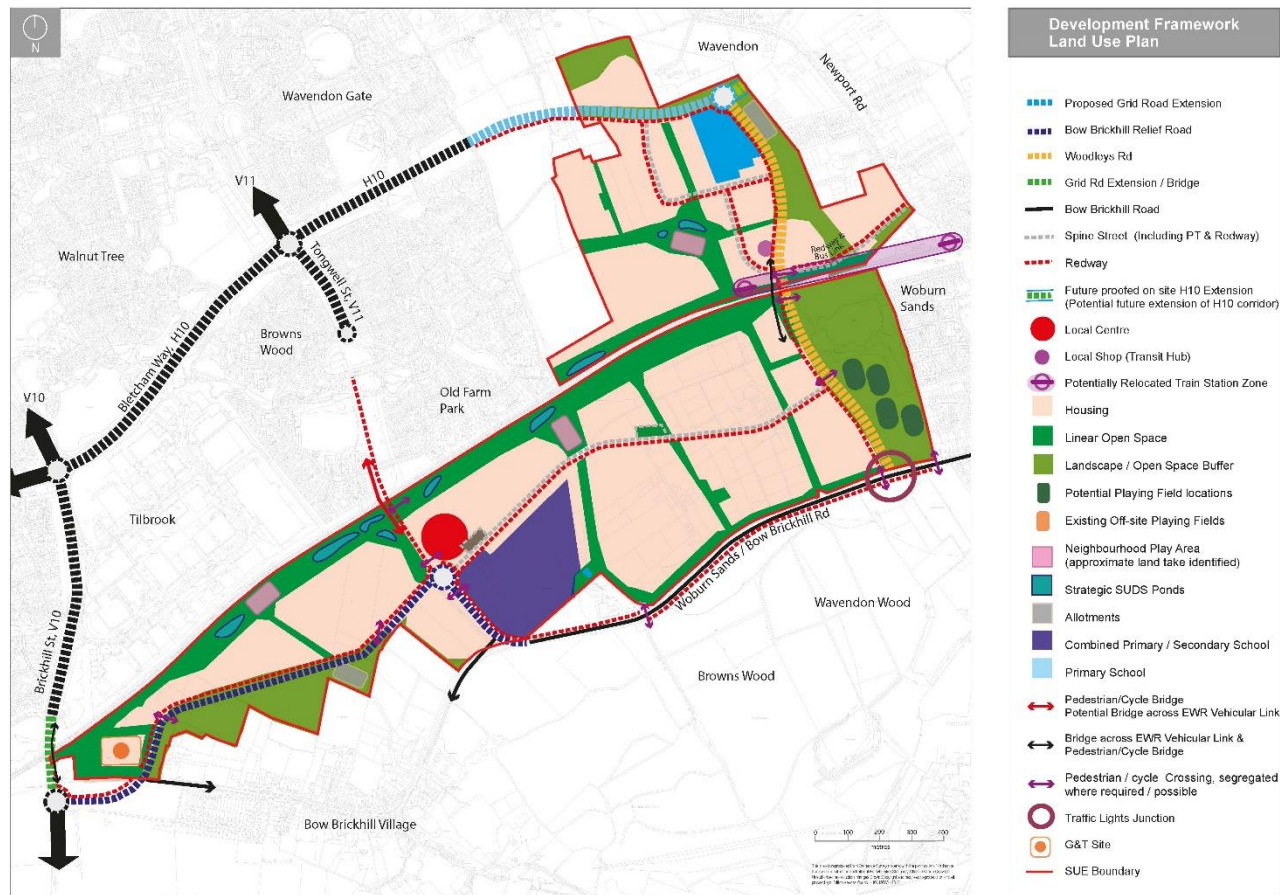 N
Wavendon
Newport Rd
Wavendon Gate
V11
H10
Walnut Tree
Tongwell St, V11
Redway &
Bus Link
Woburn
Sands
Browns
Wood
Bletcham Way, H10
Old Farm
Park
V10
Tilbrook
Woburn Sands / Bow Brickhill Rd
Wavendon Wood
Brickhill St, V10
Browns Wood
Bow Brickhill Village
0 100 200 300 400
metres
Development Framework
Land Use Plan
Proposed Grid Road Extension
Bow Brickhill Relief Road
Woodleys Rd
Grid Rd Extension / Bridge
Bow Brickhill Road
Spine Street (Including PT & Redway)
Redway
Future proofed on site H10 Extension
(Potential future extension of H10 corridor)
Local Centre
Local Shop (Transit Hub)
Potentially Relocated Train Station Zone
Housing
Linear Open Space
Landscape / Open Space Buffer
Potential Playing Field locations
Existing Off-site Playing Fields
Neighbourhood Play Area
(approximate land take identified)
Strategic SUDS Ponds
Allotments
Combined Primary / Secondary School
Primary School
Pedestrian/Cycle Bridge
Potential Bridge across EWR Vehicular Link
Bridge across EWR Vehicular Link &
Pedestrian/Cycle Bridge
Pedestrian / cycle Crossing, segregated
where required / possible
Traffic Lights Junction
G&T Site
SUE Boundary